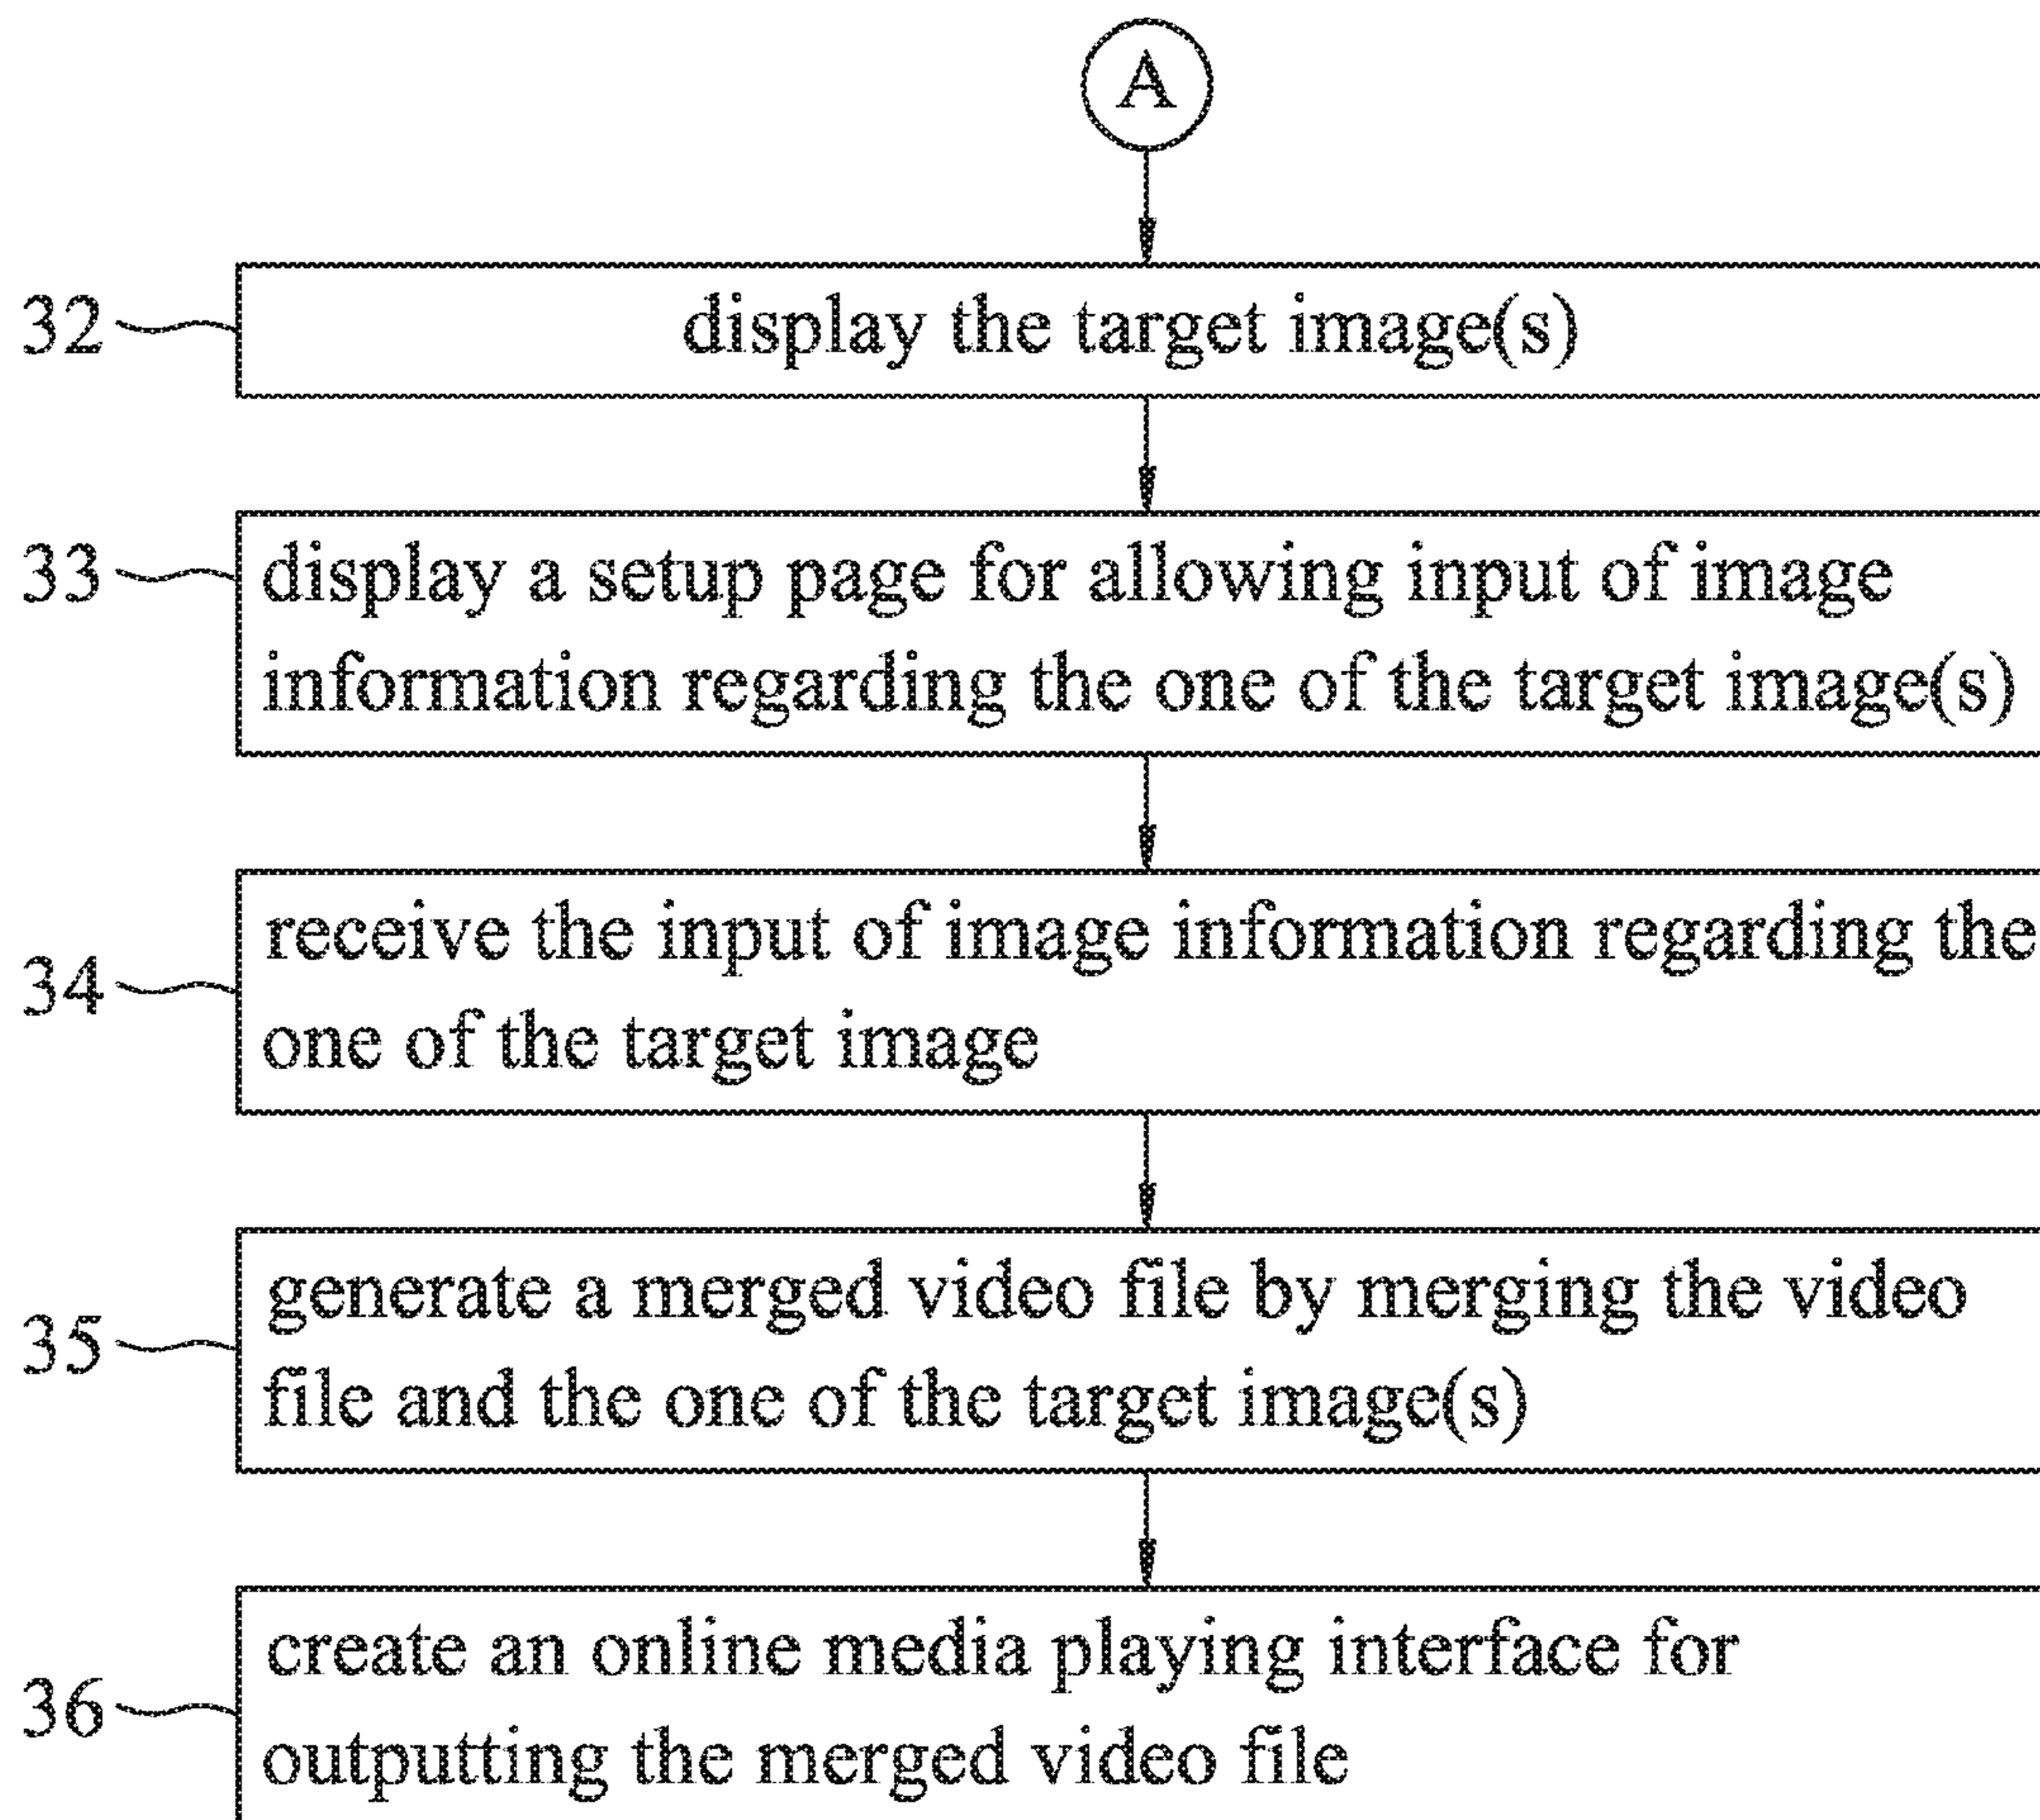 A
32
display the target image(s)
33
display a setup page for allowing input of image
information regarding the one of the target image(s)
34
receive the input of image information regarding the
one of the target image
35
generate a merged video file by merging the video
file and the one of the target image(s)
36
create an online media playing interface for
outputting the merged video file